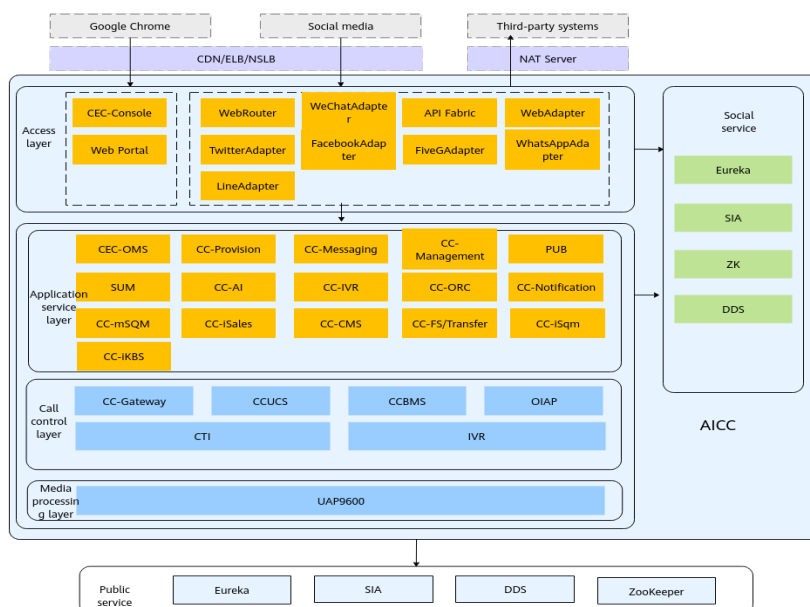 Google Chrome
Social media
Third-party systems
CDN/ELB/NSLB
NAT Server
Access
layer
CEC-Console
Web Portal
WebRouter
WeChatAdapte
r
API Fabric
WebAdapter
TwitterAdapter
FacebookAdap
ter
FiveGAdapter
WhatsAppAda
pter
LineAdapter
Social
service
Eureka
SIA
ZK
DDS
Application
service
layer
CEC-OMS
CC-Provision
CC-Messaging
CC-
Management
PUB
SUM
CC-AI
CC-IVR
CC-ORC
CC-Notification
CC-mSQM
CC-iSales
CC-CMS
CC-FS/Transfer
CC-iSqm
CC-iKBS
Call
control
layer
CC-Gateway
CCUCS
CCBMS
OIAP
CTI
IVR
AICC
Media
processin
g layer
UAP9600
Public
service
Eureka
SIA
DDS
ZooKeeper